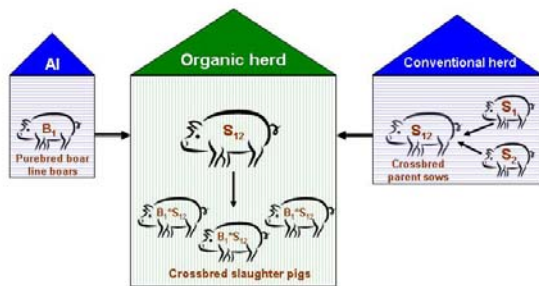 AI
B1
Purebred boar
line boars
Organic herd
S12
B1*S12
B1*S12
B1*S12
Crossbred slaughter pigs
Conventional herd
S1
S12
S2
Crossbred
parent sows